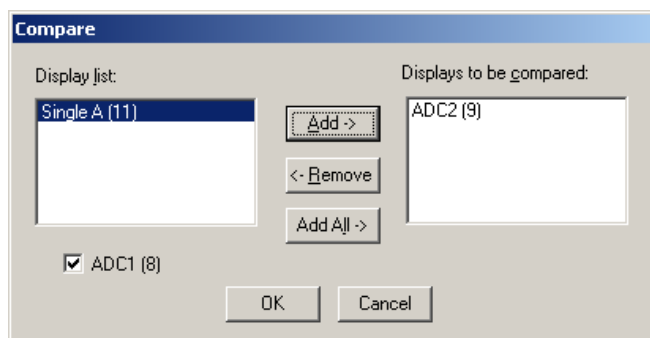 Compare
Display list:
Displays to be compared:
Single A (11)
Add ->
ADC2 (9)
<- Remove
Add All ->
ADC1 (8)
OK
Cancel